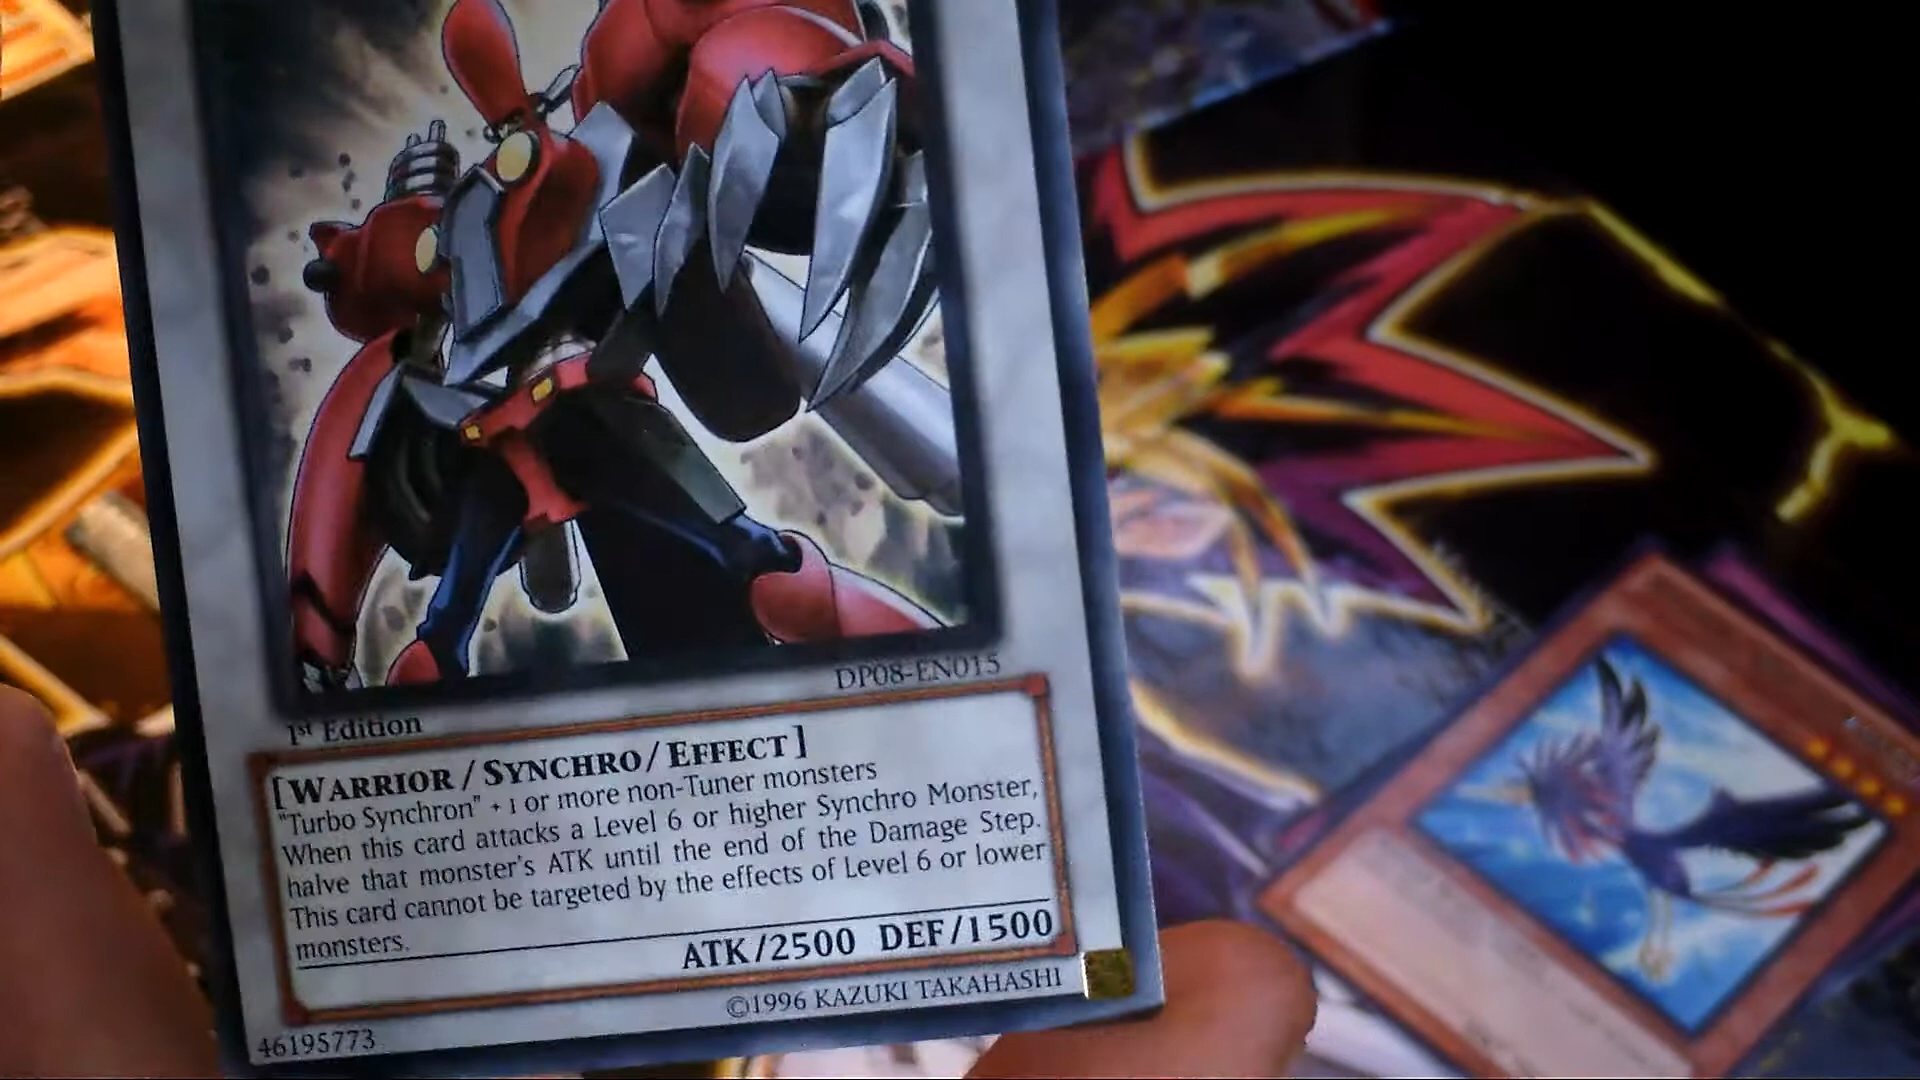 DP08-EN015
1st Edition
[WARRIOR / SYNCHRO / EFFECT]
"Turbo Synchron" + 1 or more non-Tuner monsters
When this card attacks a Level 6 or higher Synchro Monster,
halve that monster's ATK until the end of the Damage Step.
This card cannot be targeted by the effects of Level 6 or lower
monsters.
ATK/2500 DEF/1500
©1996 KAZUKI TAKAHASHI
46195773